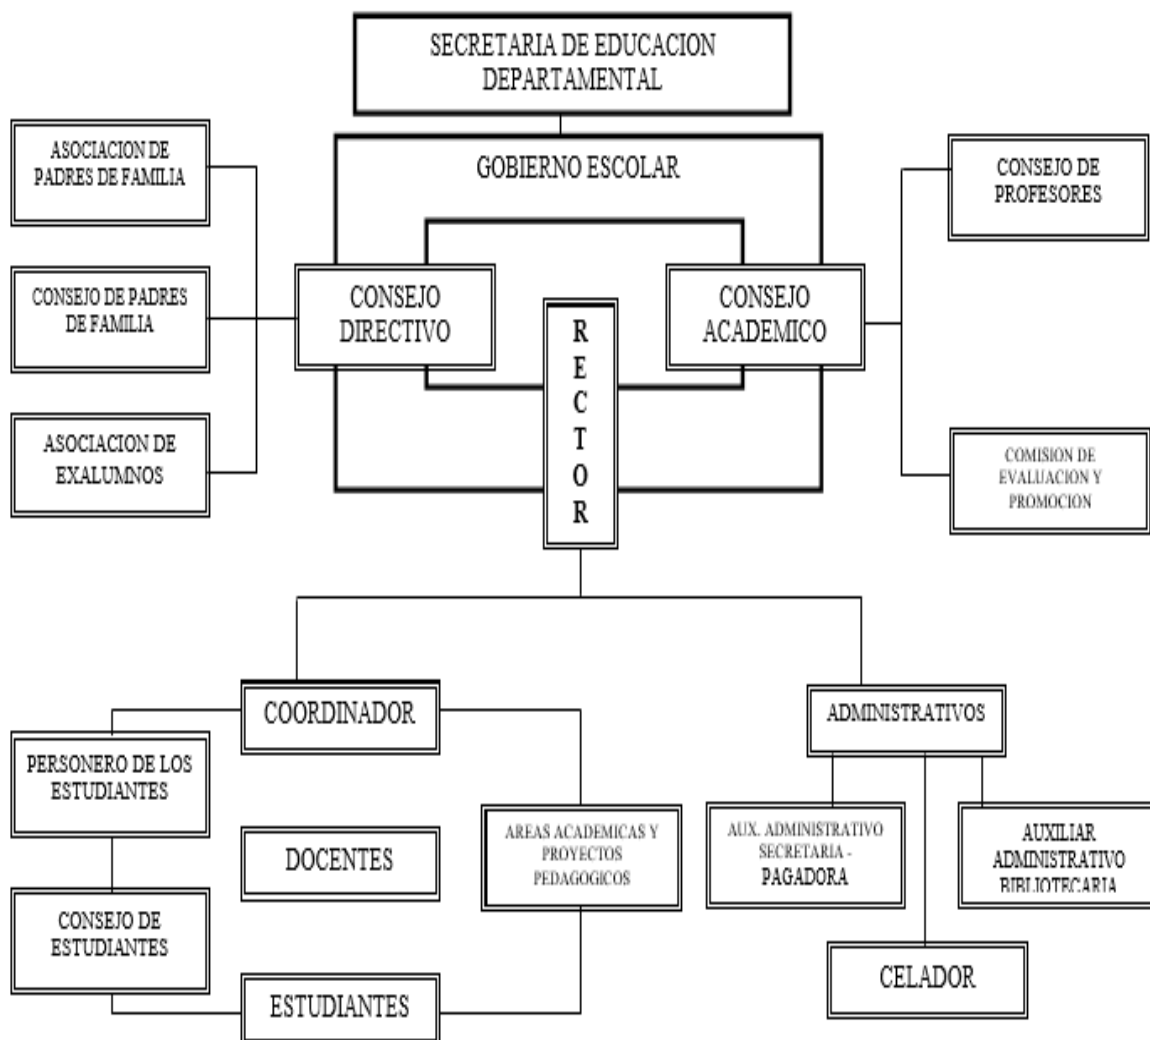 SECRETARIA DE EDUCACION
DEPARTAMENTAL
GOBIERNO ESCOLAR
ASOCIACION DE
PADRES DE FAMILIA
CONSEJO DE PADRES
DE FAMILIA
ASOCIACION DE
EXALUMNOS
CONSEJO
DIRECTIVO
R
E
C
T
O
R
CONSEJO
ACADEMICO
CONSEJO DE
PROFESORES
COMISION DE
EVALUACION Y
PROMOCION
COORDINADOR
PERSONERO DE LOS
ESTUDIANTES
DOCENTES
CONSEJO DE
ESTUDIANTES
ESTUDIANTES
AREAS ACADEMICAS Y
PROYECTOS
PEDAGOGICOS
ADMINISTRATIVOS
AUX. ADMINISTRATIVO
SECRETARIA -
PAGADORA
AUXILIAR
ADMINISTRATIVO
BIBLIOTECARIA
CELADOR